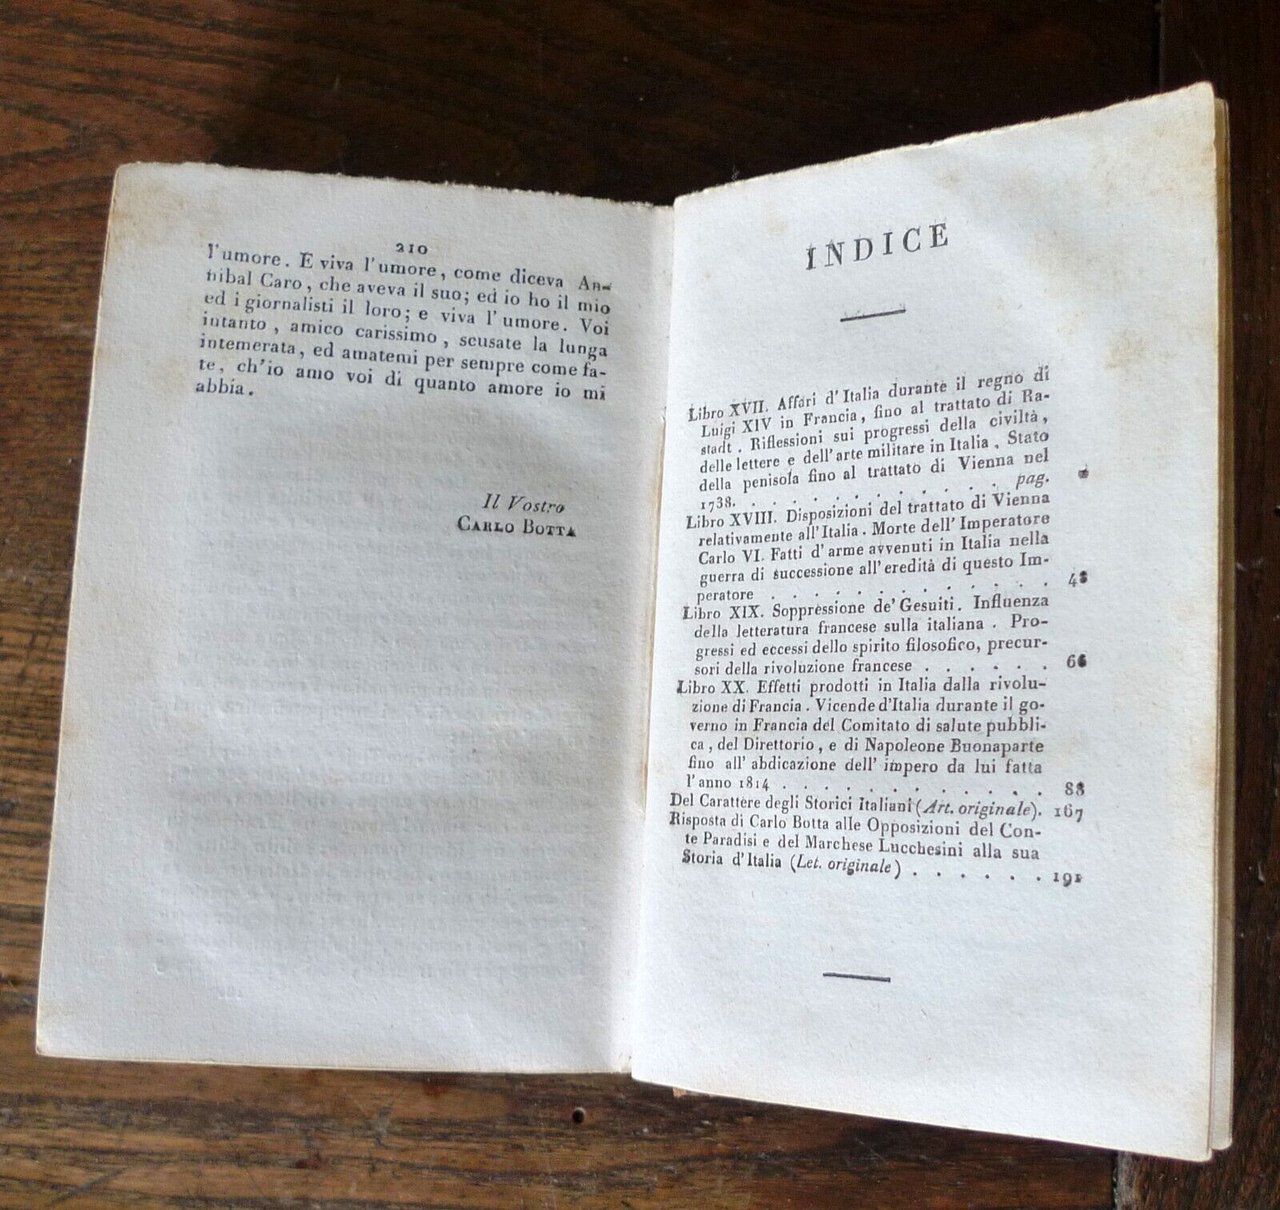 210
l'umore. E viva l'umore, come diceva An-
nibal Caro, che aveva il suo; ed io ho il mio
ed i giornalisti il loro; e viva l'umore. Voi
intanto, amico carissimo, scusate la lunga
intemerata, ed amatemi per sempre come fa-
te, ch'io amo voi di quanto amore io mi
abbia.
Il Vostro
CARLO BOTTA
INDICE
Libro XVII. Affari d'Italia durante il regno di
Luigi XIV in Francia, fino al trattato di Ra-
stadt. Riflessioni sui progressi della civiltà,
delle lettere e dell'arte militare in Italia. Stato
della penisola fino al trattato di Vienna nel
1738. . . . . . . . . . . . . pag.
Libro XVIII. Disposizioni del trattato di Vienna
relativamente all'Italia. Morte dell'Imperatore
Carlo VI. Fatti d'arme avvenuti in Italia nella
guerra di successione all'eredità di questo Im-
peratore . . . . . . . . . . . .
Libro XIX. Soppressione de' Gesuiti. Influenza
della letteratura francese sulla italiana. Pro-
gressi ed eccessi dello spirito filosofico, precur-
sori della rivoluzione francese . . . . . . 66
Libro XX. Effetti prodotti in Italia dalla rivolu-
zione di Francia. Vicende d'Italia durante il go-
verno in Francia del Comitato di salute pubbli-
ca, del Direttorio, e di Napoleone Buonaparte
fino all'abdicazione dell'impero da lui fatta
l'anno 1814 . . . . . . . . . . . . 88
Del Carattere degli Storici Italiani (Art. originale). 167
Risposta di Carlo Botta alle Opposizioni del Con-
te Paradisi e del Marchese Lucchesini alla sua
Storia d'Italia (Let. originale) . . . . . . . 191